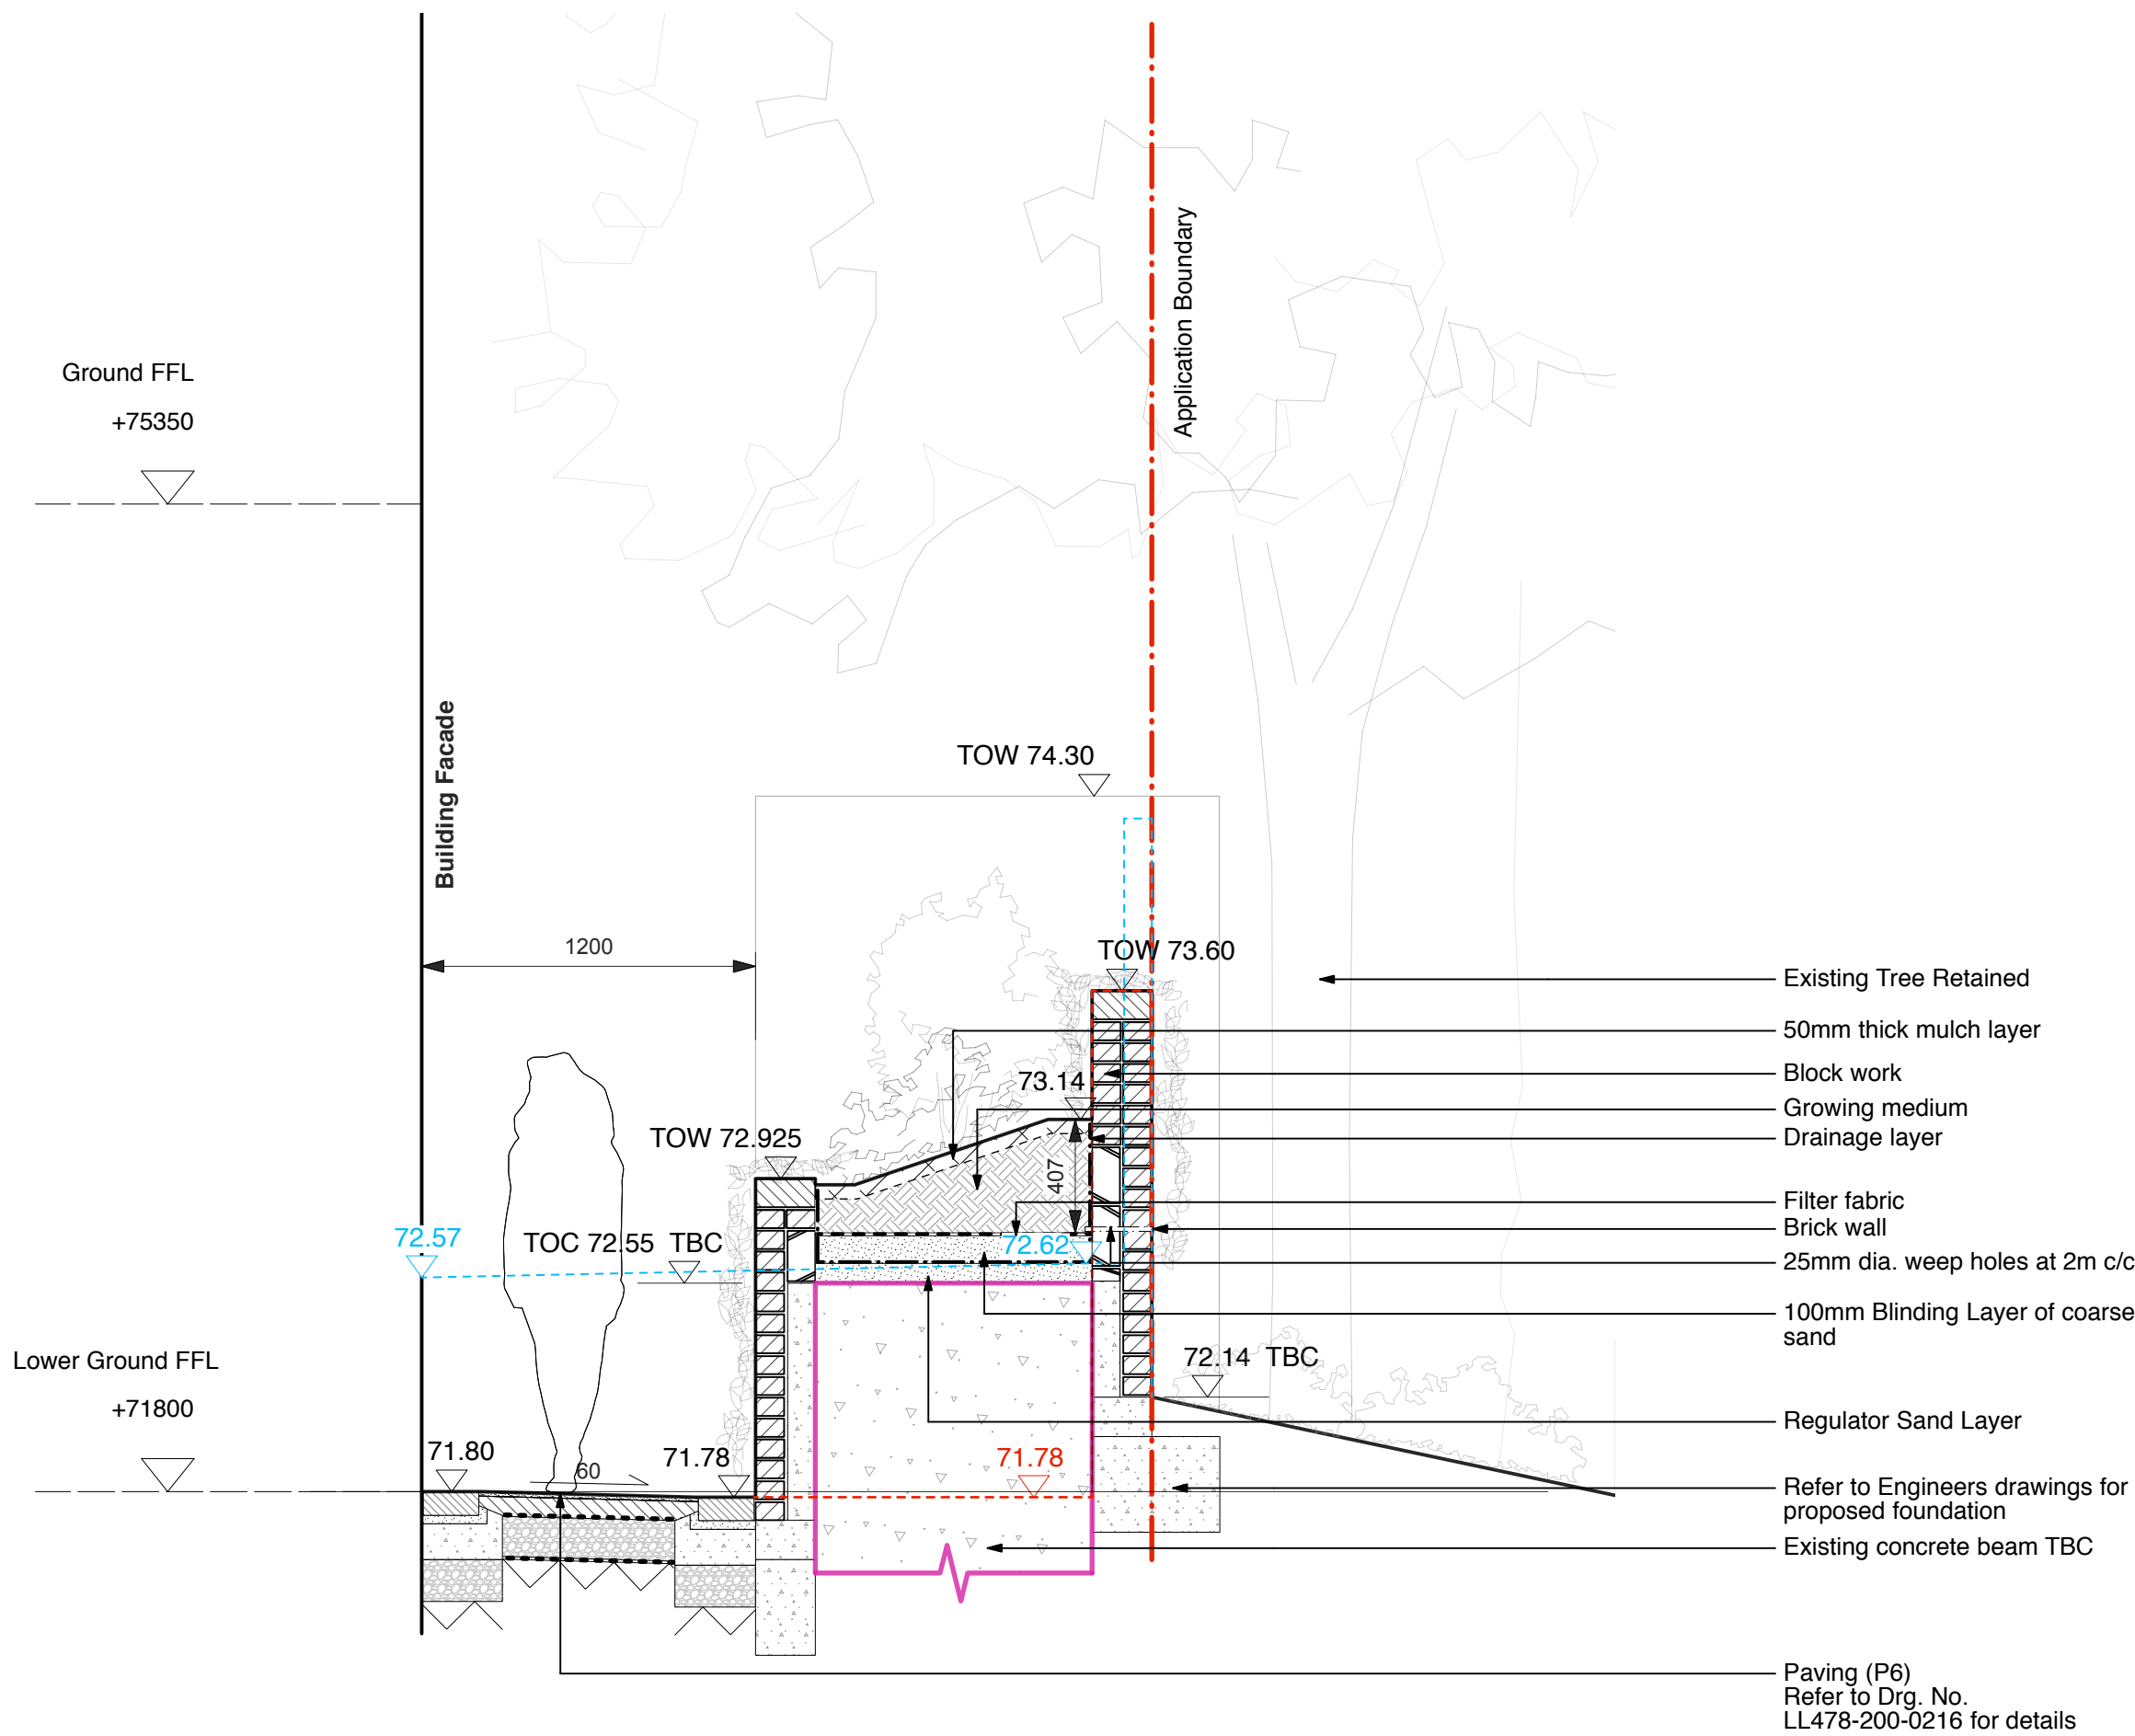 Ground FFL
+75350
Application Boundary
Building Facade
TOW 74.30
1200
TOW 73.60
Existing Tree Retained
50mm thick mulch layer
Block work
73.14
Growing medium
TOW 72.925
Drainage layer
407
Filter fabric
Brick wall
72.57
TOC 72.55 TBC
72.62
25mm dia. weep holes at 2m c/c
100mm Blinding Layer of coarse
sand
Lower Ground FFL
+71800
72.14 TBC
Regulator Sand Layer
71.80
60
71.78
71.78
Refer to Engineers drawings for
proposed foundation
Existing concrete beam TBC
Paving (P6)
Refer to Drg. No.
LL478-200-0216 for details